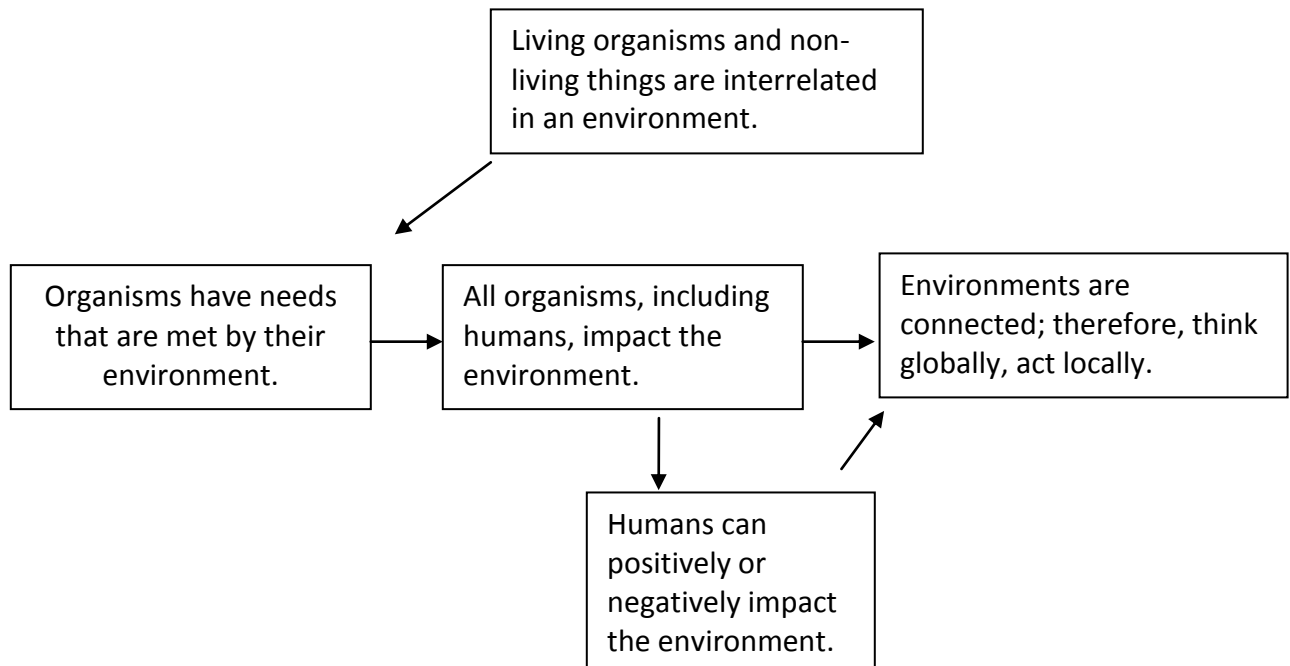 Living organisms and non-
living things are interrelated
in an environment.
Organisms have needs
that are met by their
environment.
All organisms, including
humans, impact the
environment.
Environments are
connected; therefore, think
globally, act locally.
Humans can
positively or
negatively impact
the environment.